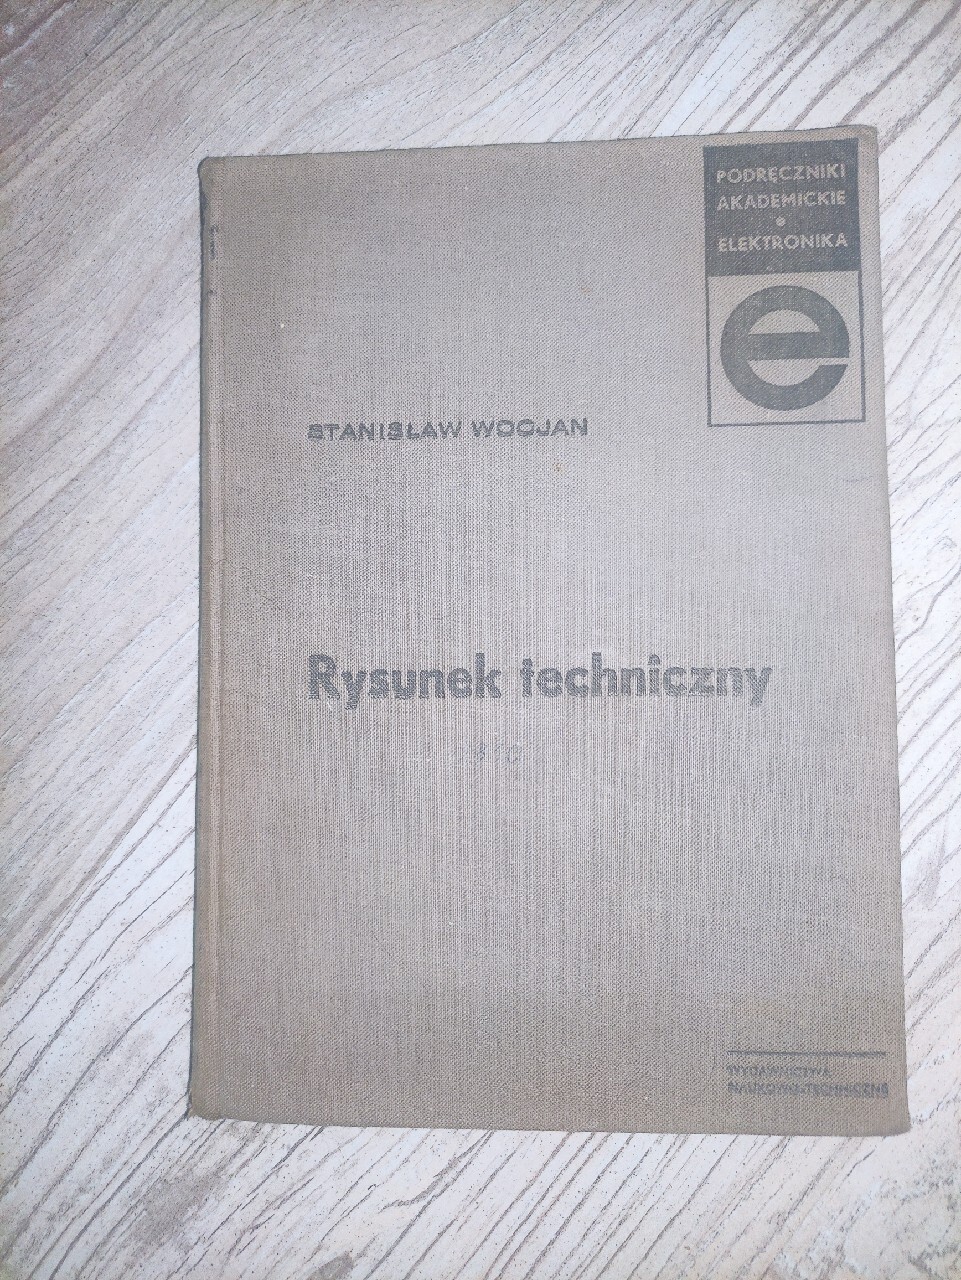 PODRĘCZNIKI
AKADEMICKIE
•
ELEKTRONIKA
e
STANISŁAW WOCJAN
Rysunek techniczny
WYDAWNICTWA
NAUKOWO-TECHNICZNE